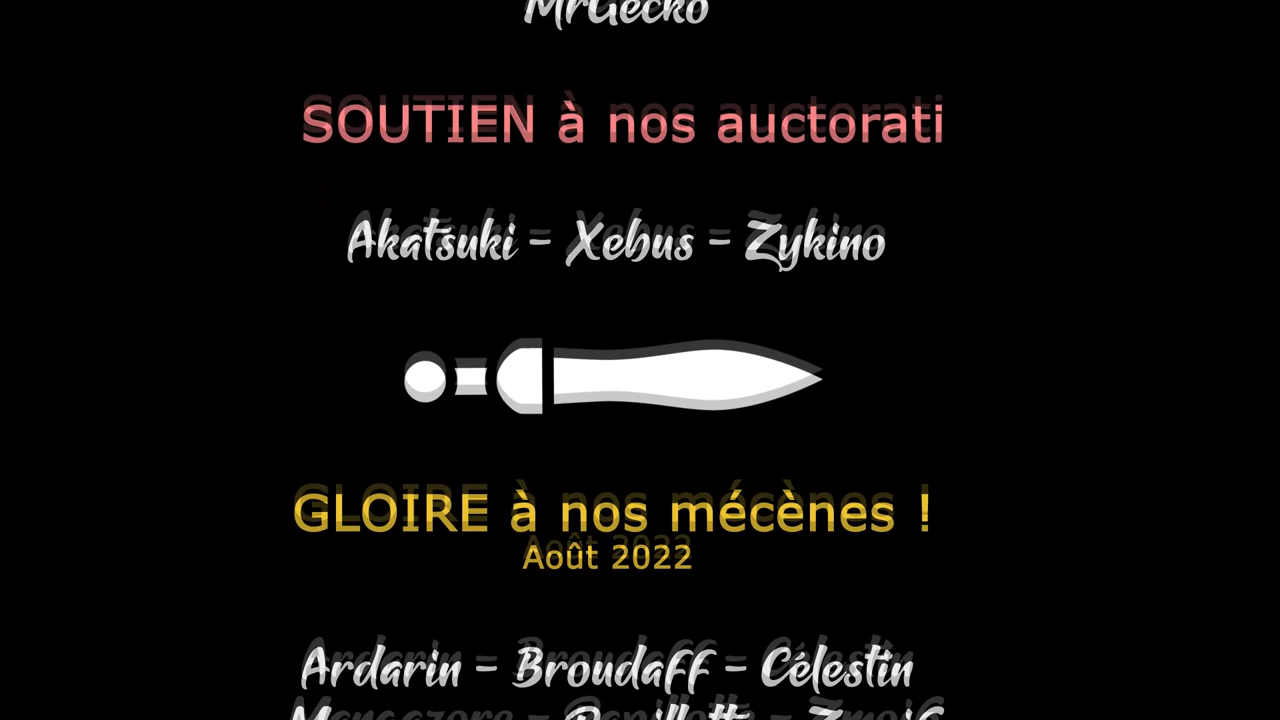 MrGecko
SOUTIEN à nos auctorati
Akatsuki = Xebus = Zykino
GLOIRE à nos mécènes !
Août 2022
Ardarin = Broudaff = Célestin